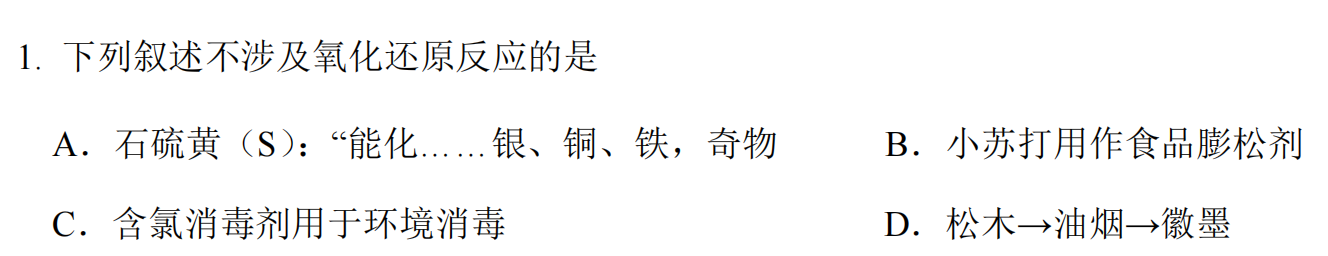 1. 下列叙述不涉及氧化还原反应的是
A．石硫黄（S）：“能化……银、铜、铁，奇物 B．小苏打用作食品膨松剂
C．含氯消毒剂用于环境消毒 D．松木→油烟→徽墨